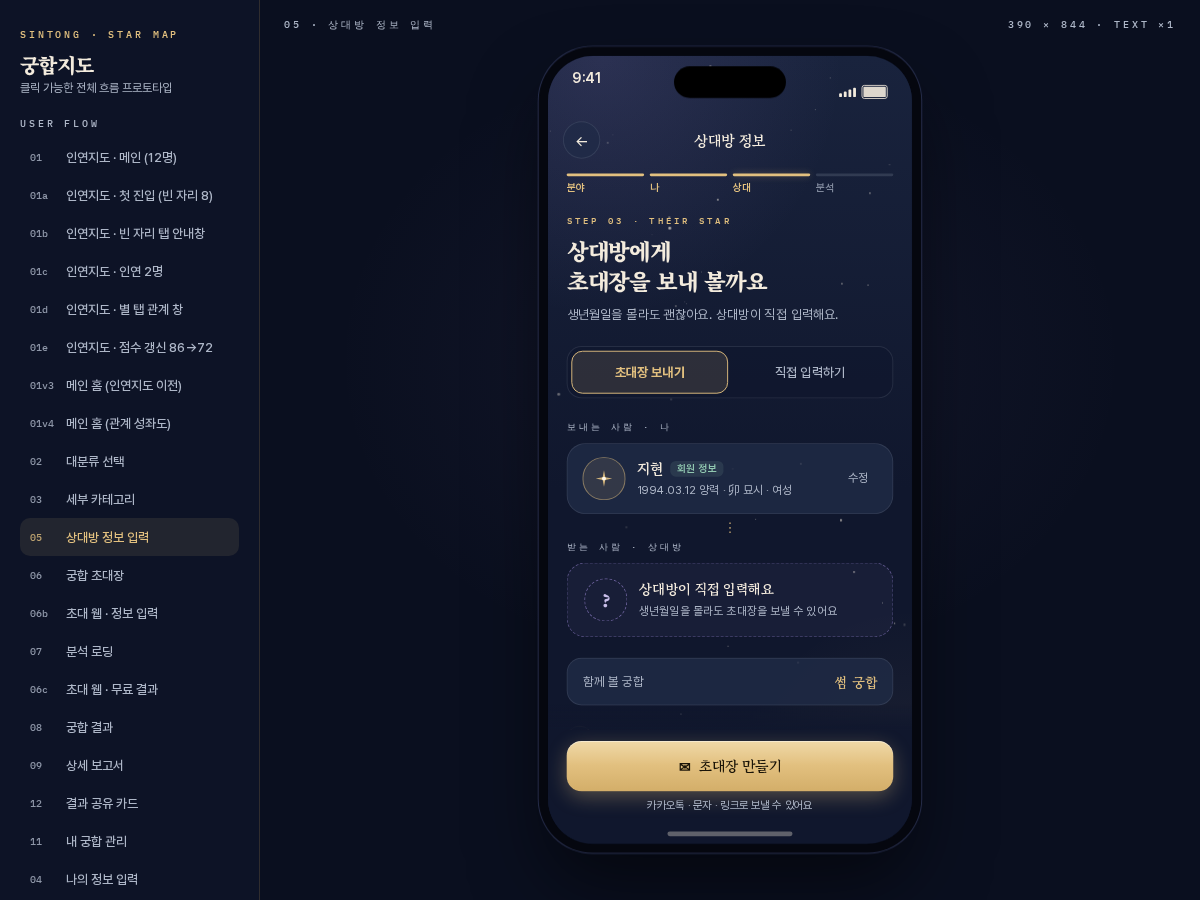 SINTONG · STAR MAP
궁합지도
클릭 가능한 전체 흐름 프로토타입
USER FLOW
01 인연지도 · 메인 (12명)
01a 인연지도 · 첫 진입 (빈 자리 8)
01b 인연지도 · 빈 자리 탭 안내창
01c 인연지도 · 인연 2명
01d 인연지도 · 별 탭 관계 창
01e 인연지도 · 점수 갱신 86→72
01v3 메인 홈 (인연지도 이전)
01v4 메인 홈 (관계 성좌도)
02 대분류 선택
03 세부 카테고리
05 상대방 정보 입력
06 궁합 초대장
06b 초대 웹 · 정보 입력
07 분석 로딩
06c 초대 웹 · 무료 결과
08 궁합 결과
09 상세 보고서
12 결과 공유 카드
11 내 궁합 관리
04 나의 정보 입력
05 · 상대방 정보 입력
390 × 844 · TEXT ×1
9:41
← 상대방 정보
분야 나 상대 분석
STEP 03 · THEIR STAR
상대방에게
초대장을 보내 볼까요
생년월일을 몰라도 괜찮아요. 상대방이 직접 입력해요.
초대장 보내기 직접 입력하기
보내는 사람 · 나
지현 회원 정보
1994.03.12 양력 · 卯 묘시 · 여성
수정
받는 사람 · 상대방
?
상대방이 직접 입력해요
생년월일을 몰라도 초대장을 보낼 수 있어요
함께 볼 궁합 썸 궁합
✉ 초대장 만들기
카카오톡 · 문자 · 링크로 보낼 수 있어요